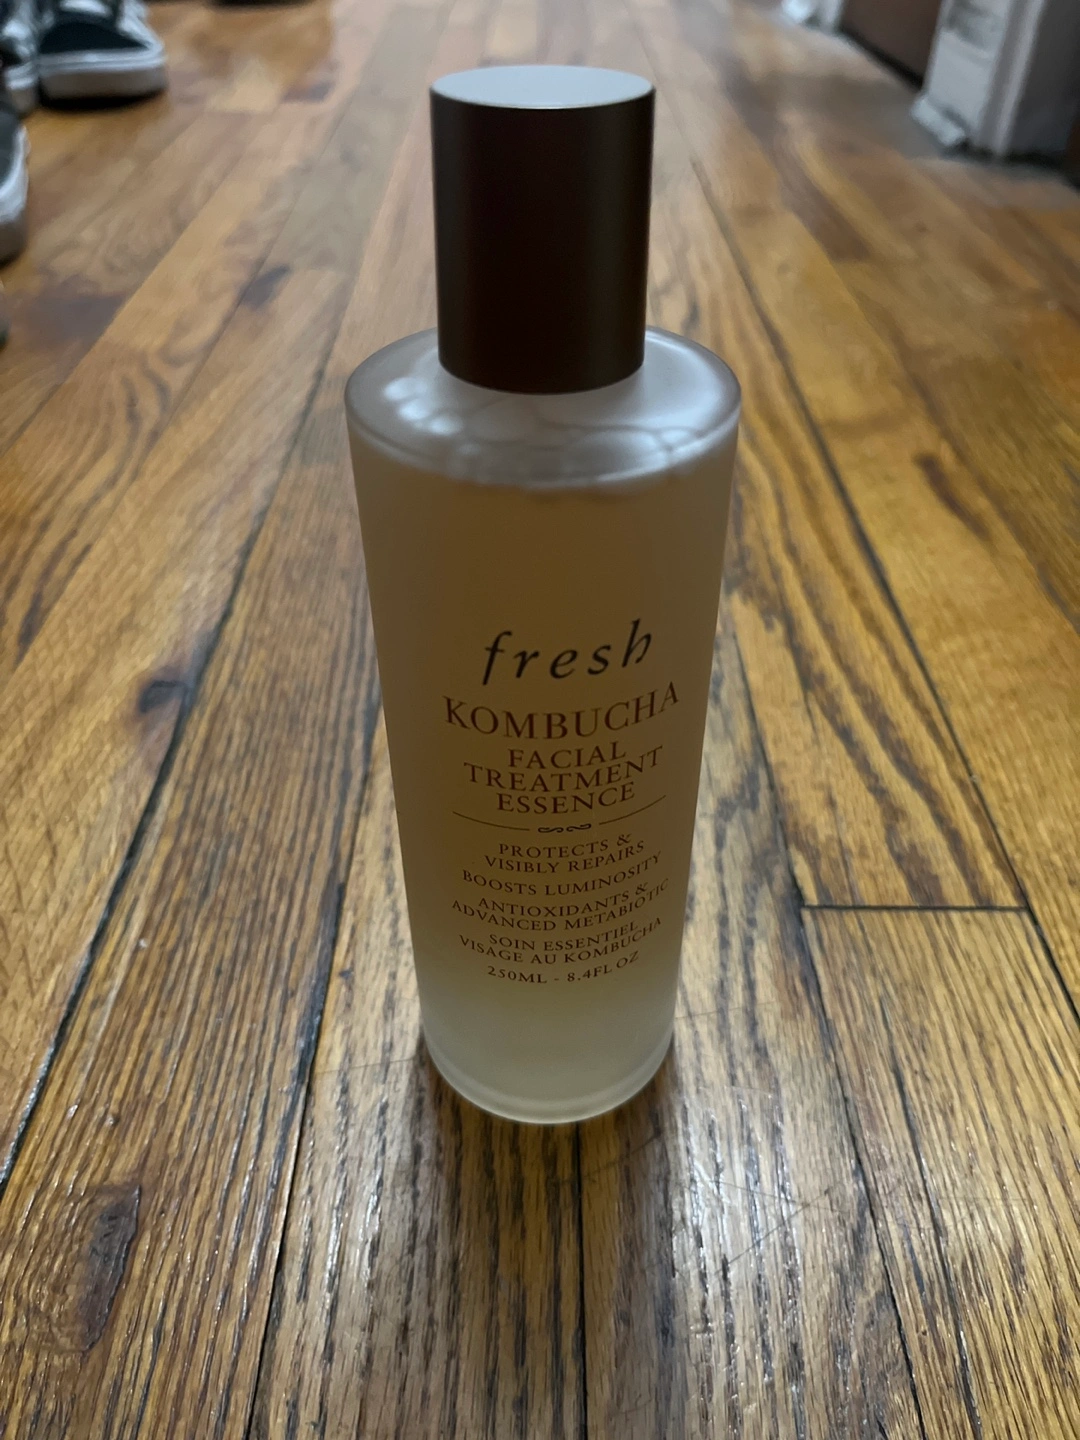 fresh
KOMBUCHA
FACIAL
TREATMENT
ESSENCE
PROTECTS &
VISIBLY REPAIRS
BOOSTS LUMINOSITY
ANTIOXIDANTS &
ADVANCED METABIOTIC
SOIN ESSENTIEL
VISAGE AU KOMBUCHA
250ML - 8.4FL OZ